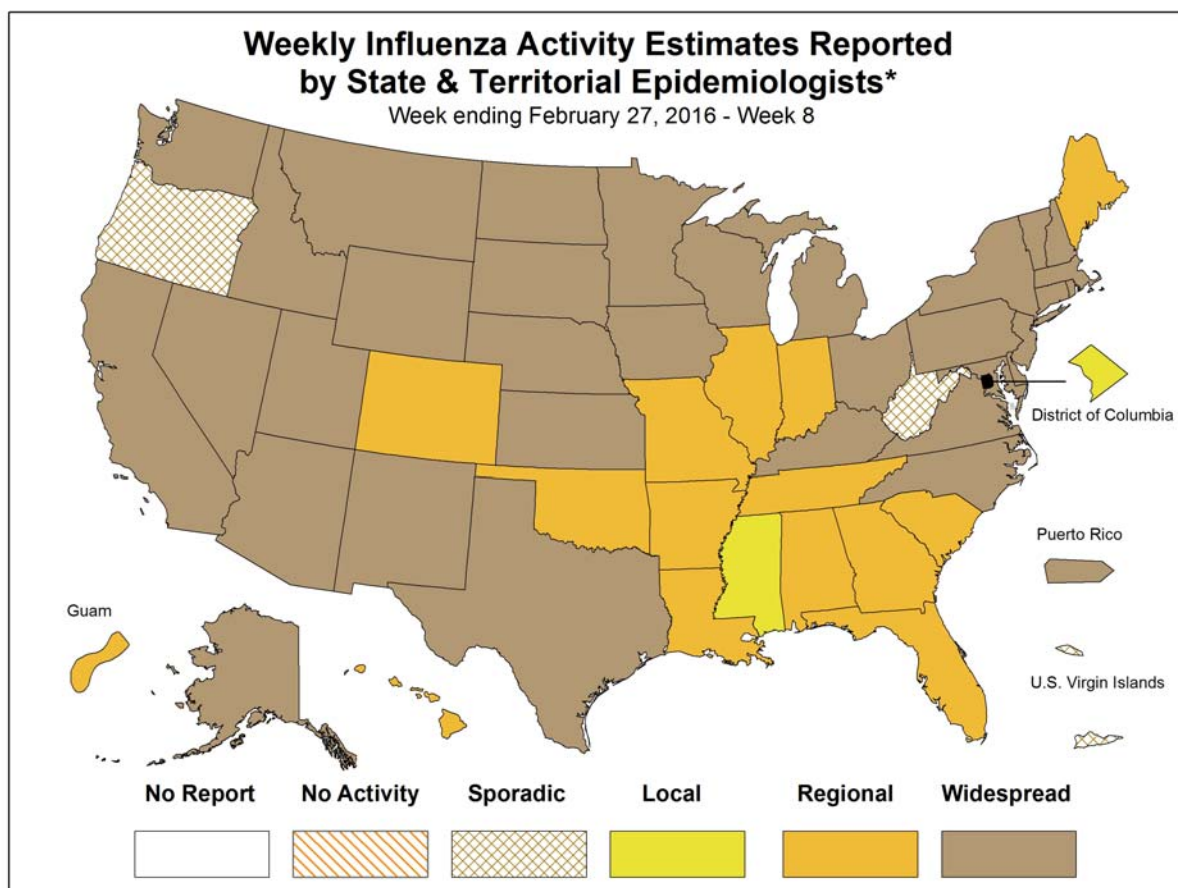 Weekly Influenza Activity Estimates Reported
by State & Territorial Epidemiologists*
Week ending February 27, 2016 - Week 8
District of Columbia
Puerto Rico
Guam
U.S. Virgin Islands
No Report No Activity Sporadic Local Regional Widespread